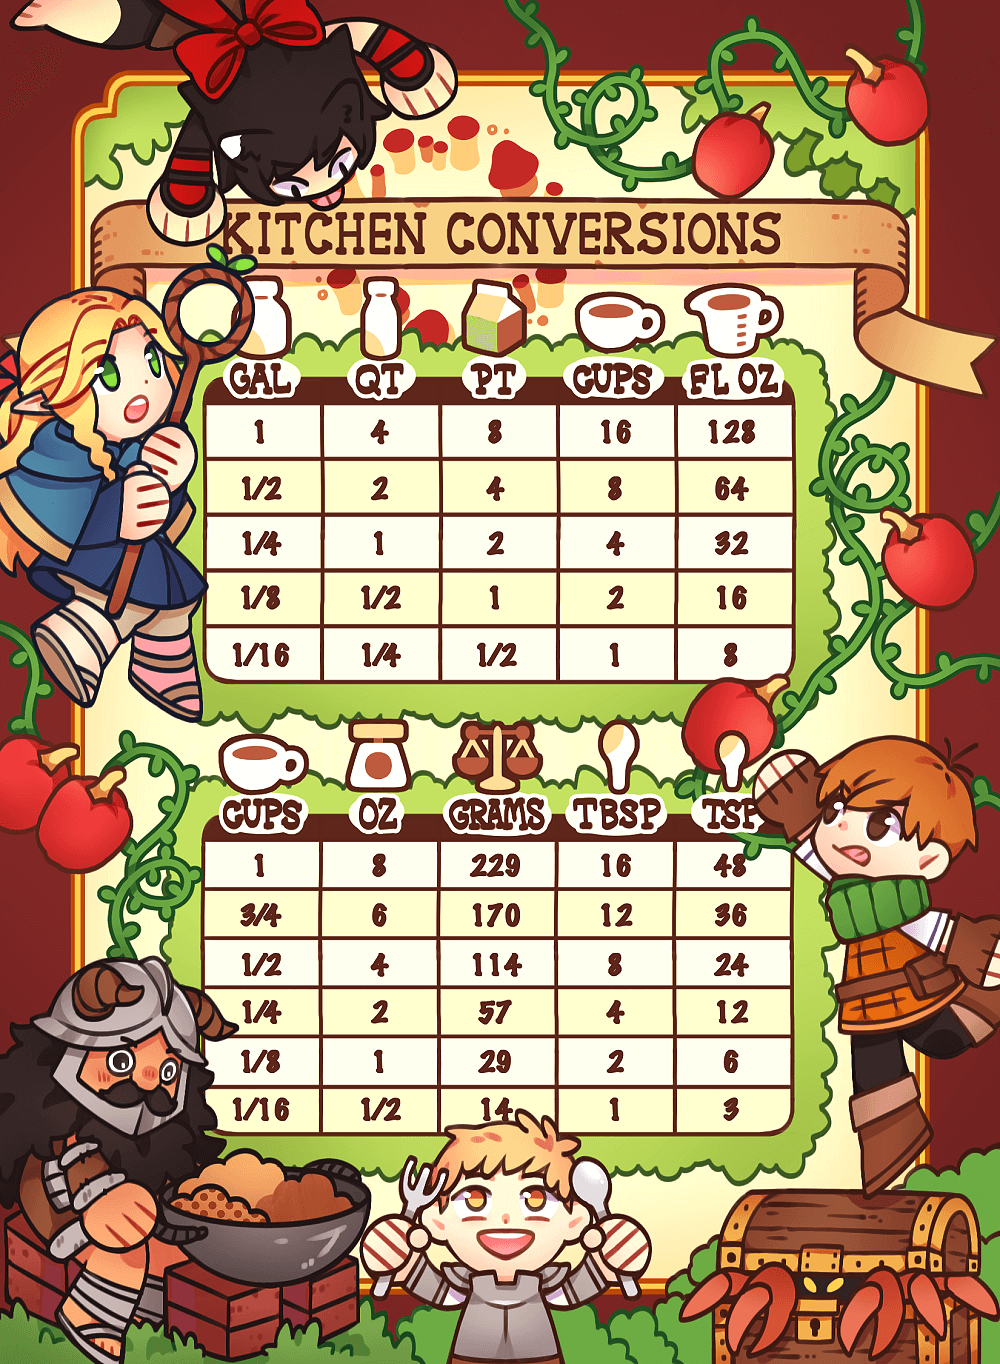 KITCHEN CONVERSIONS
GAL QT PT CUPS FL OZ
1 4 8 16 128
1/2 2 4 8 64
1/4 1 2 4 32
1/8 1/2 1 2 16
1/16 1/4 1/2 1 8
CUPS OZ GRAMS TBSP TSP
1 8 229 16 48
3/4 6 170 12 36
1/2 4 114 8 24
1/4 2 57 4 12
1/8 1 29 2 6
1/16 1/2 14 1 3